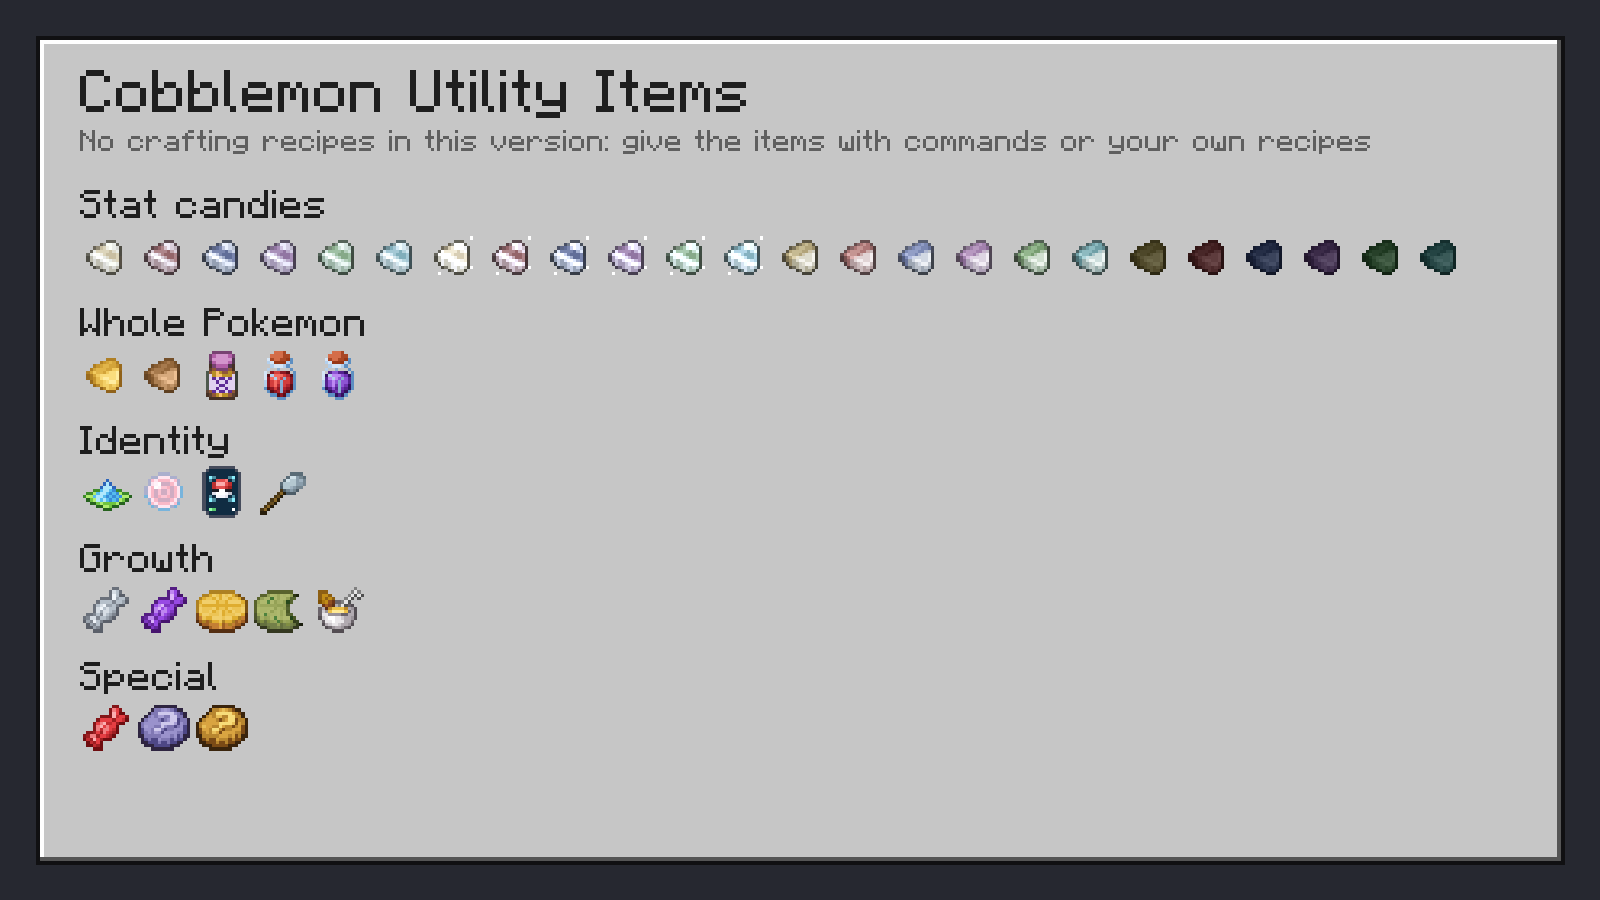 Cobblemon Utility Items
No crafting recipes in this version: give the items with commands or your own recipes
Stat candies
Whole Pokemon
Identity
Growth
Special